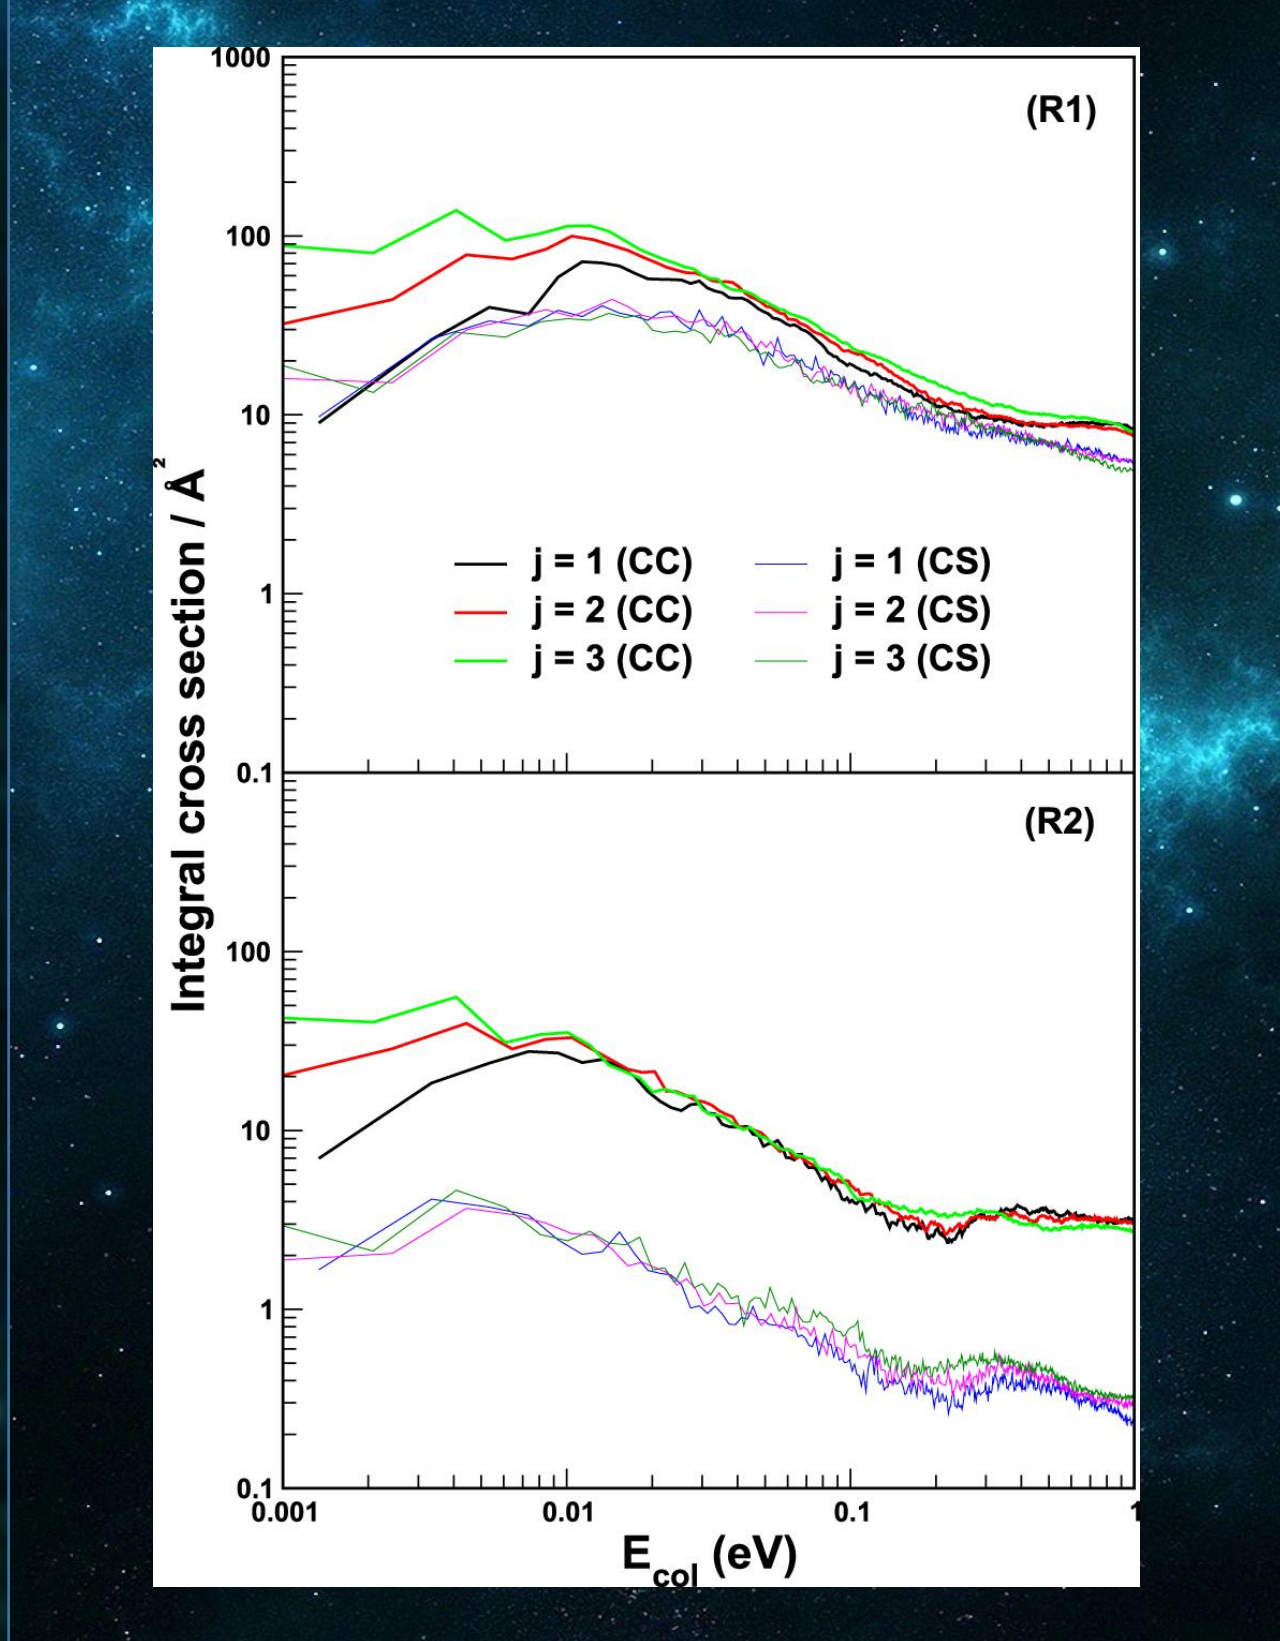 1000
(R1)
100
10
1
0.1
j = 1 (CC)
j = 1 (CS)
j = 2 (CC)
j = 2 (CS)
j = 3 (CC)
j = 3 (CS)
Integral cross section / Å²
(R2)
100
10
1
0.1
0.001
0.01
0.1
1
E_col (eV)